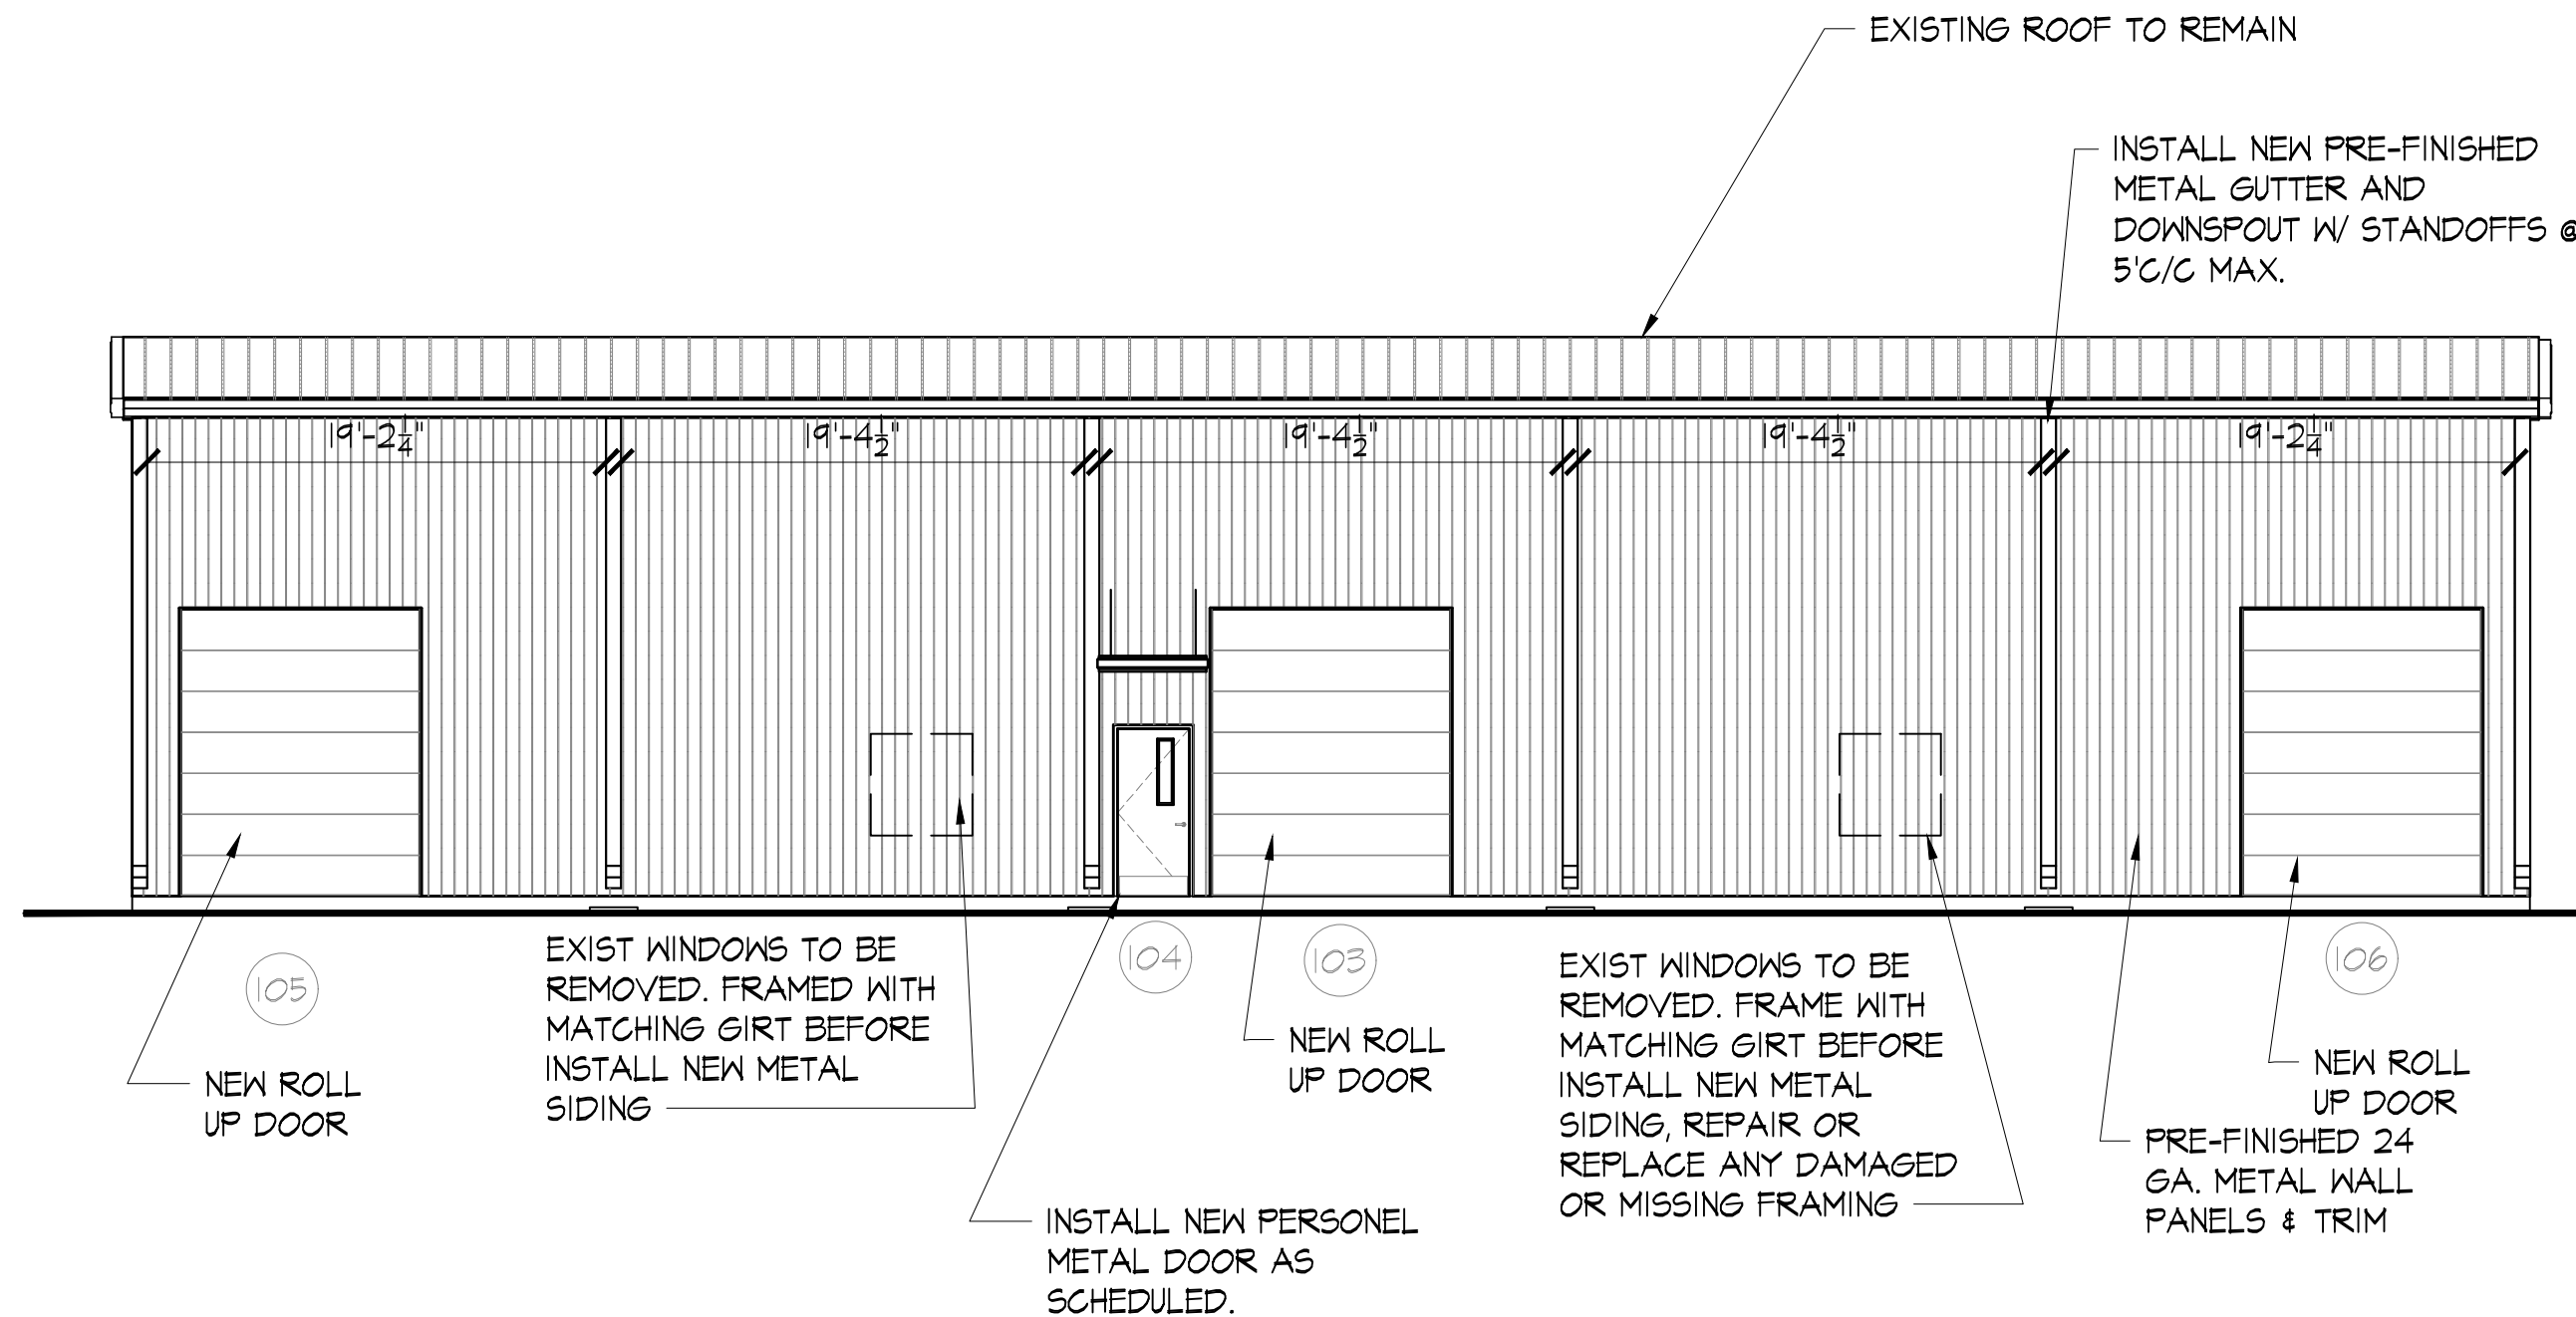 EXISTING ROOF TO REMAIN
INSTALL NEW PRE-FINISHED
METAL GUTTER AND
DOWNSPOUT W/ STANDOFFS @
5'C/C MAX.
19'-2 1/4"
19'-4 1/2"
19'-4 1/2"
19'-4 1/2"
19'-2 1/4"
105
NEW ROLL
UP DOOR
EXIST WINDOWS TO BE
REMOVED. FRAMED WITH
MATCHING GIRT BEFORE
INSTALL NEW METAL
SIDING
104
INSTALL NEW PERSONEL
METAL DOOR AS
SCHEDULED.
103
NEW ROLL
UP DOOR
EXIST WINDOWS TO BE
REMOVED. FRAME WITH
MATCHING GIRT BEFORE
INSTALL NEW METAL
SIDING, REPAIR OR
REPLACE ANY DAMAGED
OR MISSING FRAMING
106
NEW ROLL
UP DOOR
PRE-FINISHED 24
GA. METAL WALL
PANELS & TRIM